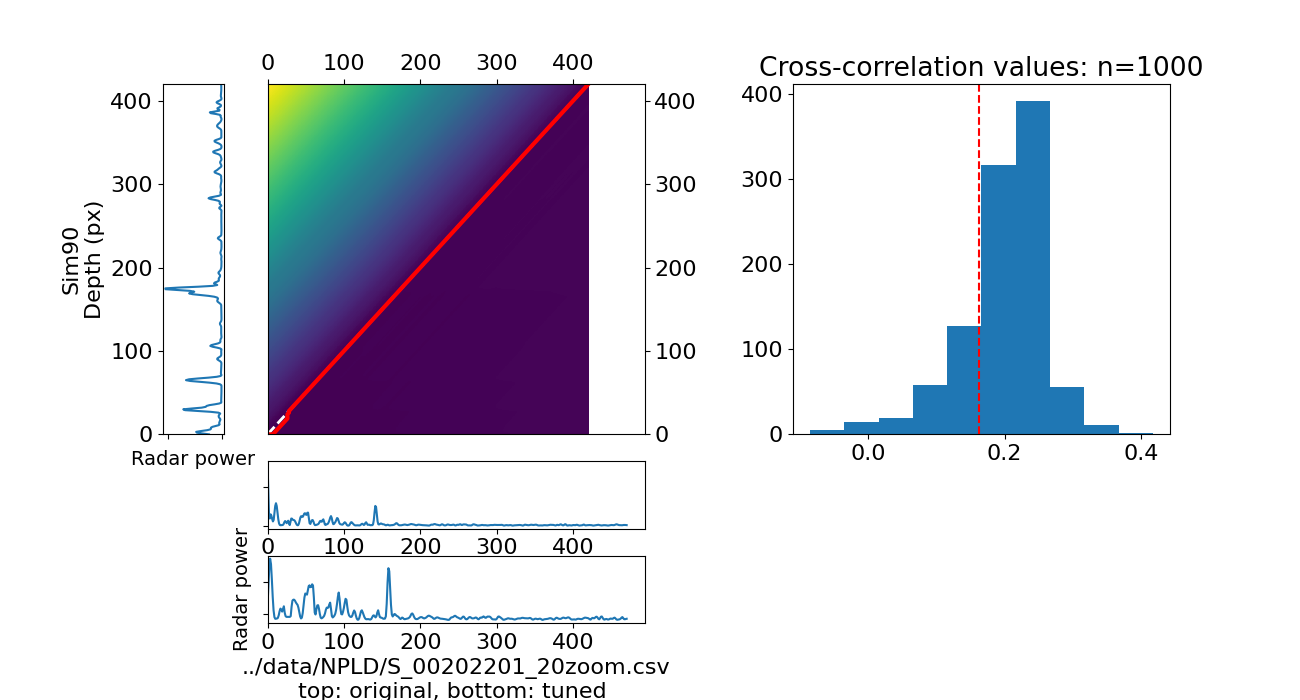 0 100 200 300 400
Cross-correlation values: n=1000
400
300
200
100
0
Sim90
Depth (px)
400
300
200
100
0
400
300
200
100
0
0.0 0.2 0.4
Radar power
0 100 200 300 400
Radar power
0 100 200 300 400
../data/NPLD/S_00202201_20zoom.csv
top: original, bottom: tuned